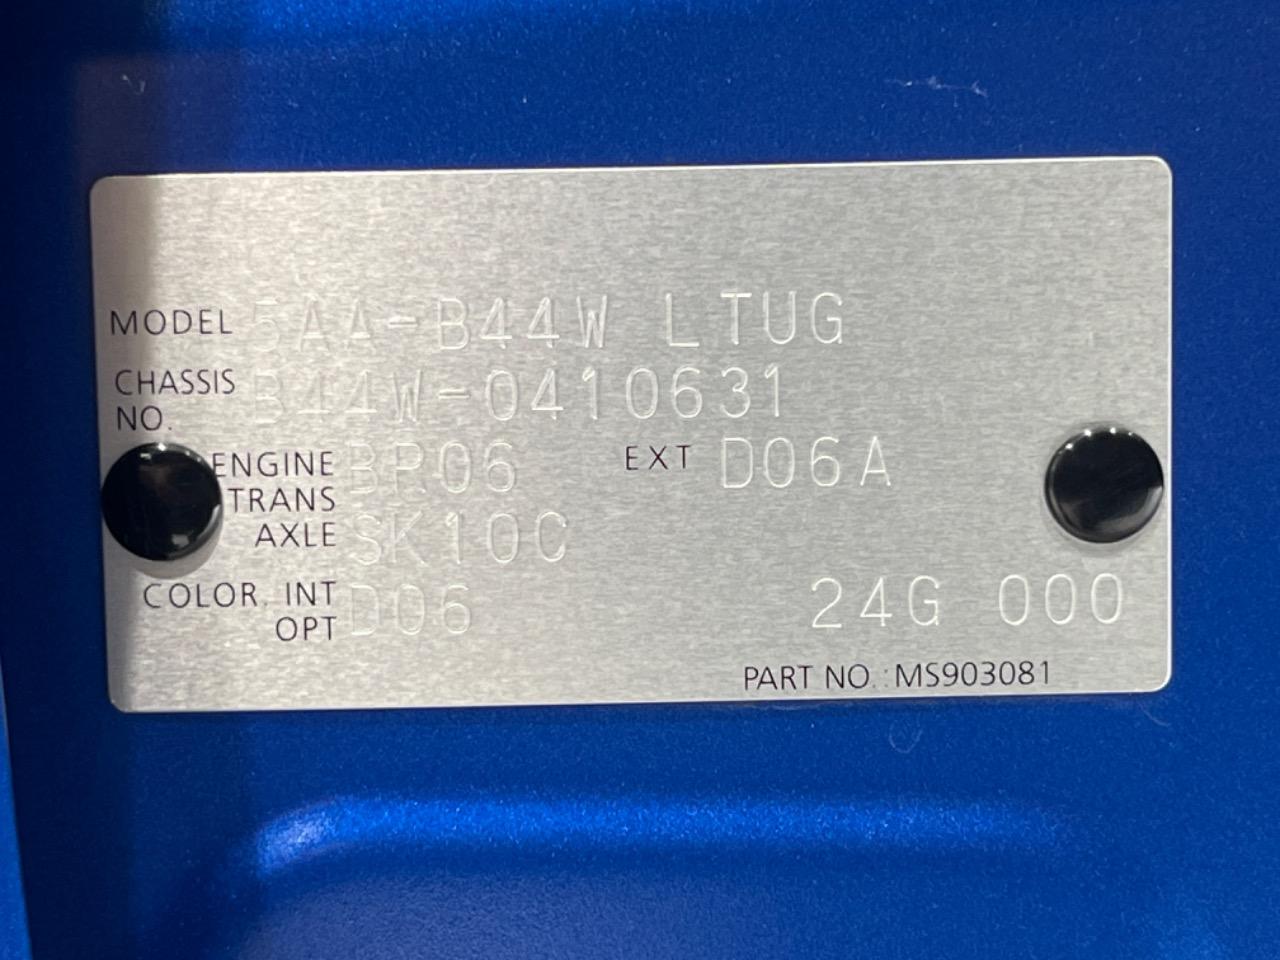 MODEL 5AA-B44W LTUG
CHASSIS NO. B44W-0410631
ENGINE BR06 EXT D06A
TRANS AXLE SK10C
COLOR. INT OPT D06 24G 000
PART NO.:MS903081